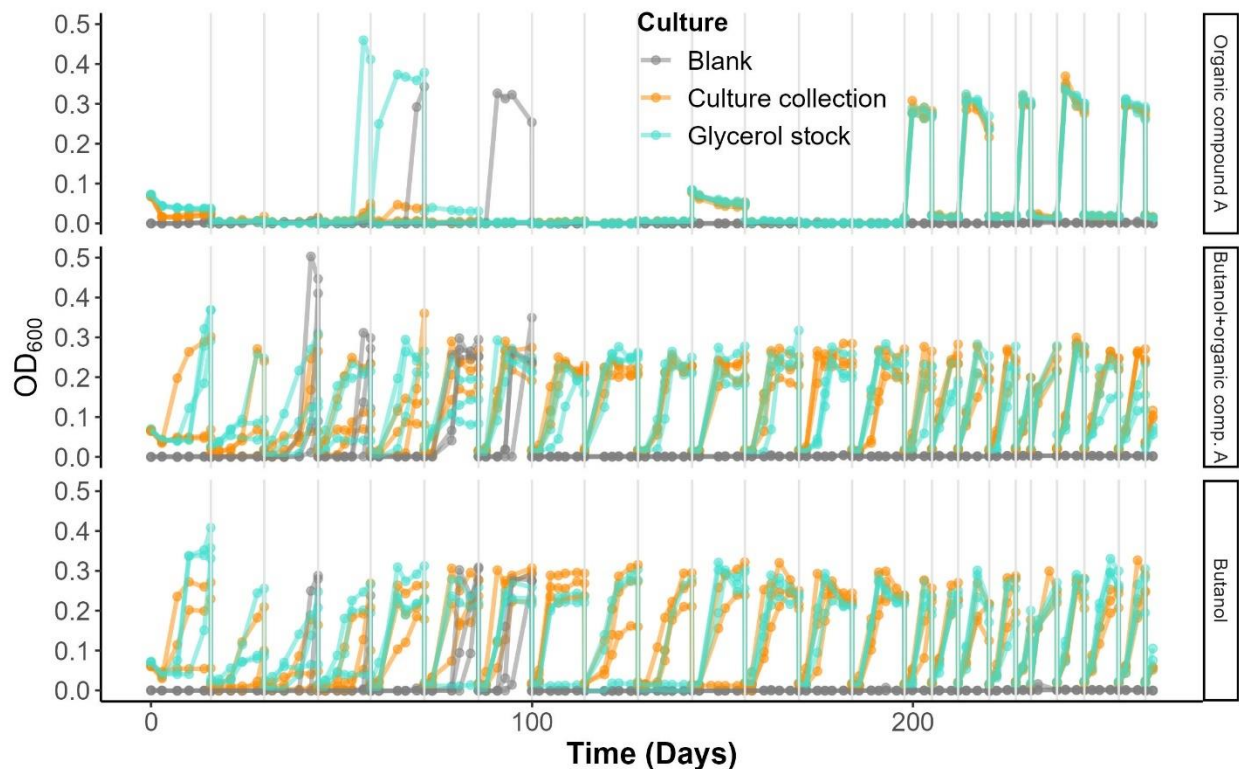 Culture
Blank
Culture collection
Glycerol stock
OD600
0.5
0.4
0.3
0.2
0.1
0.0
Organic compound A
0.5
0.4
0.3
0.2
0.1
0.0
Butanol+organic comp. A
0.5
0.4
0.3
0.2
0.1
0.0
Butanol
0
100
200
Time (Days)